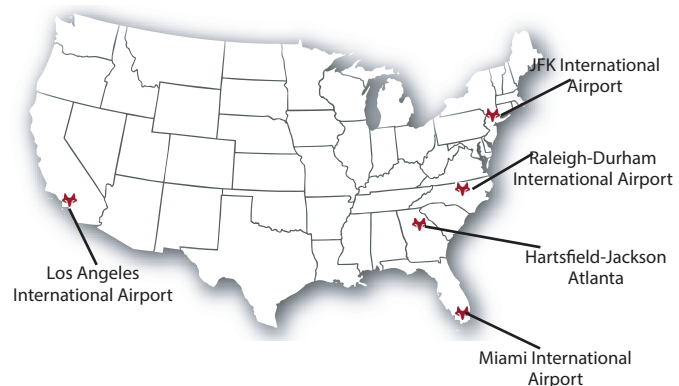 JFK International
Airport
Raleigh-Durham
International Airport
Hartsfield-Jackson
Atlanta
Los Angeles
International Airport
Miami International
Airport